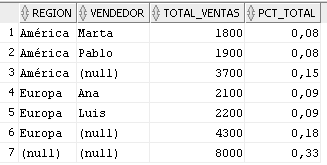 REGION VENDEDOR TOTAL_VENTAS PCT_TOTAL
1 América Marta 1800 0,08
2 América Pablo 1900 0,08
3 América (null) 3700 0,15
4 Europa Ana 2100 0,09
5 Europa Luis 2200 0,09
6 Europa (null) 4300 0,18
7 (null) (null) 8000 0,33